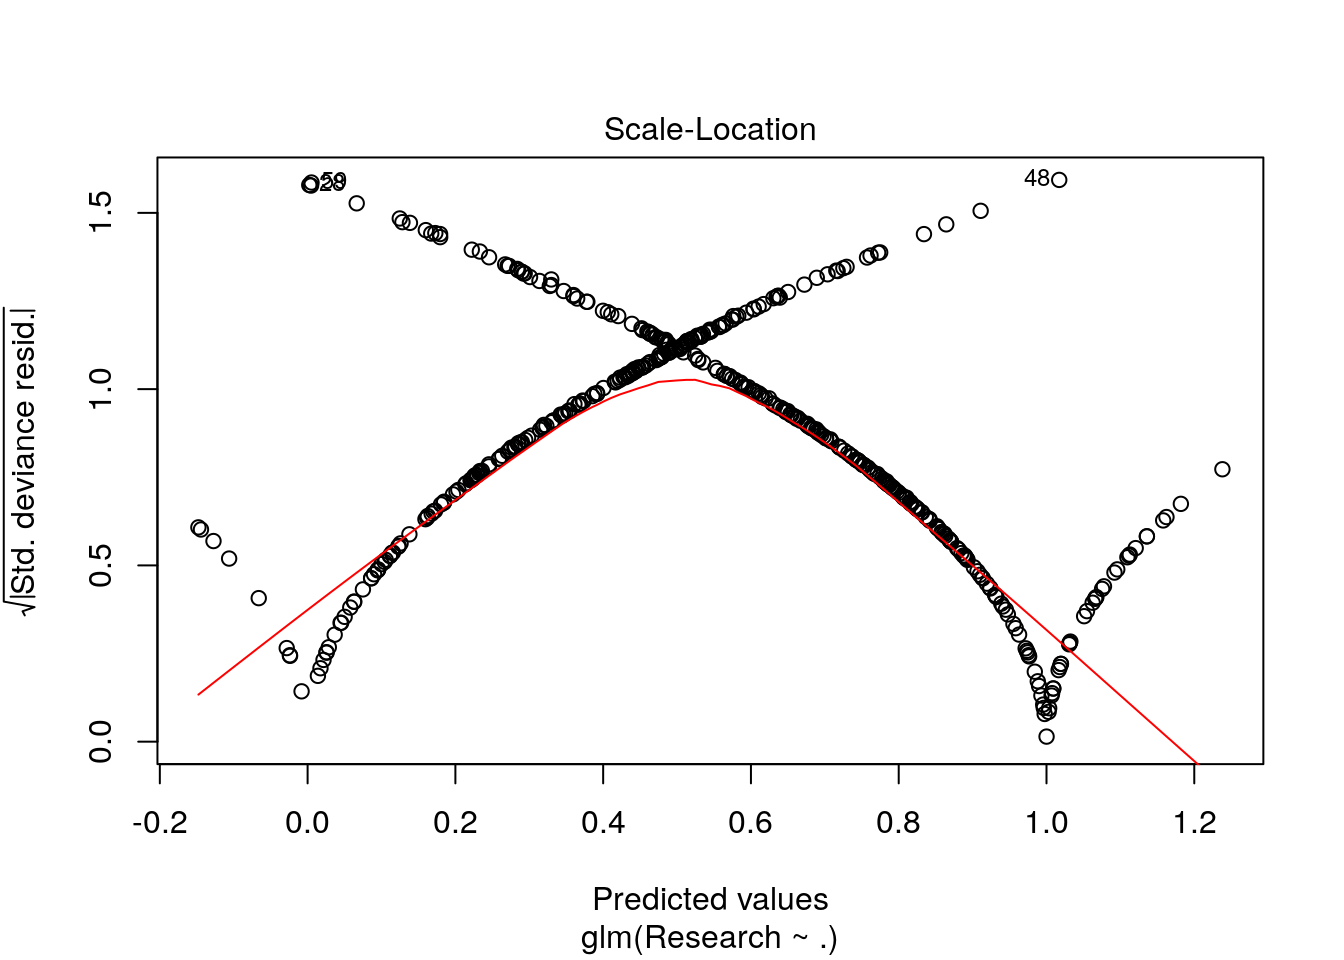 Scale-Location
48
1.5
1.0
0.5
0.0
√|Std. deviance resid.|
-0.2 0.0 0.2 0.4 0.6 0.8 1.0 1.2
Predicted values
glm(Research ~ .)